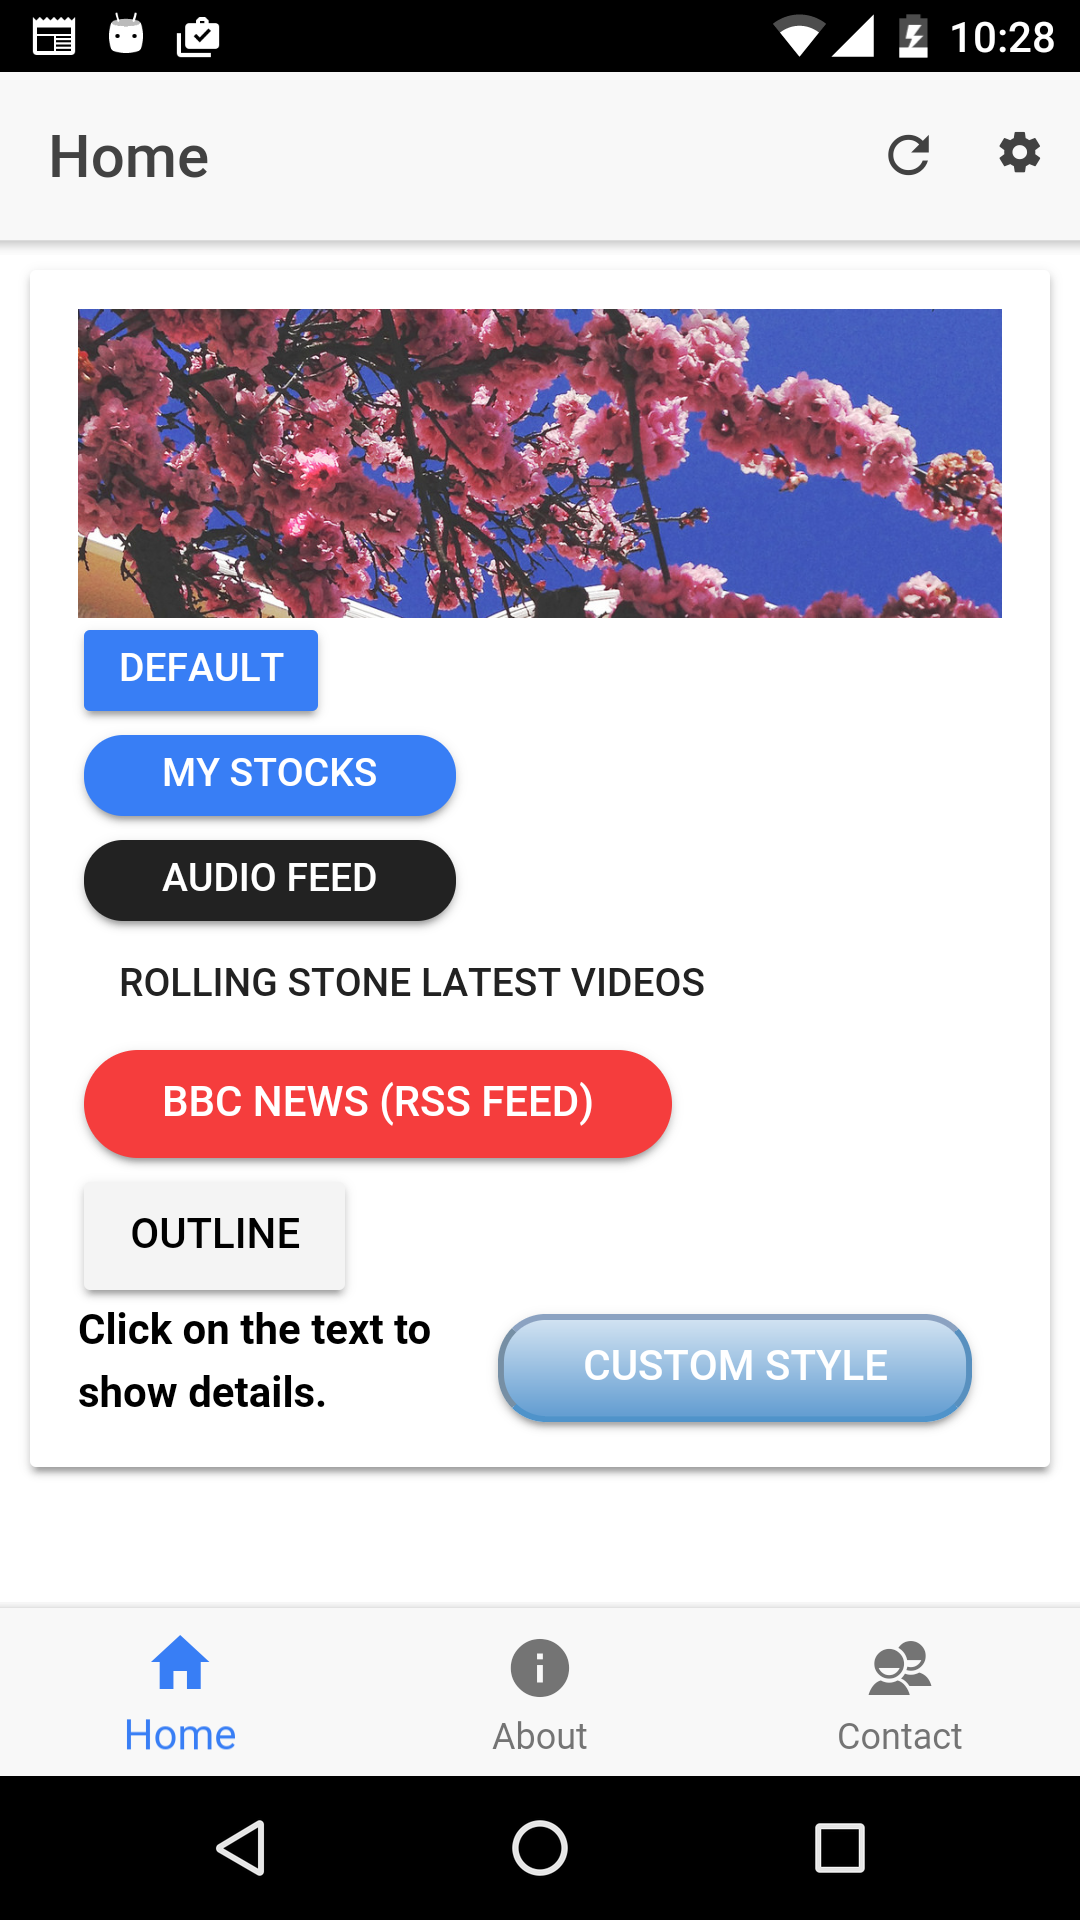 10:28
Home
DEFAULT
MY STOCKS
AUDIO FEED
ROLLING STONE LATEST VIDEOS
BBC NEWS (RSS FEED)
OUTLINE
Click on the text to
show details.
CUSTOM STYLE
Home
About
Contact